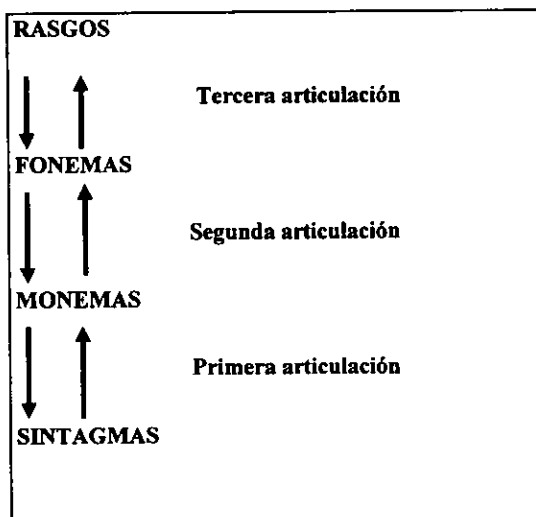 RASGOS
Tercera articulación
FONEMAS
Segunda articulación
MONEMAS
Primera articulación
SINTAGMAS